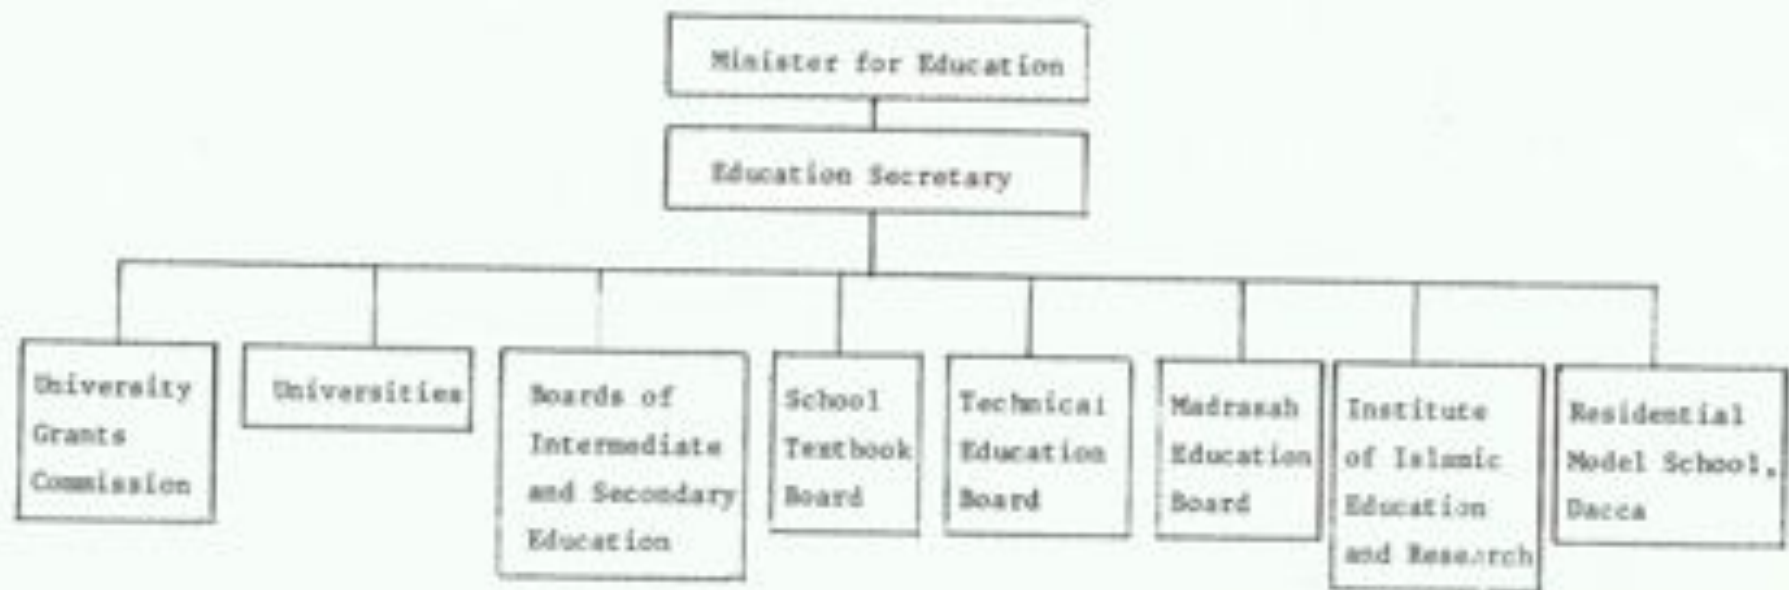 Minister for Education
Education Secretary
University
Grants
Commission
Universities
Boards of
Intermediate
and Secondary
Education
School
Textbook
Board
Technical
Education
Board
Madrasah
Education
Board
Institute
of Islamic
Education
and Research
Residential
Model School,
Dacca